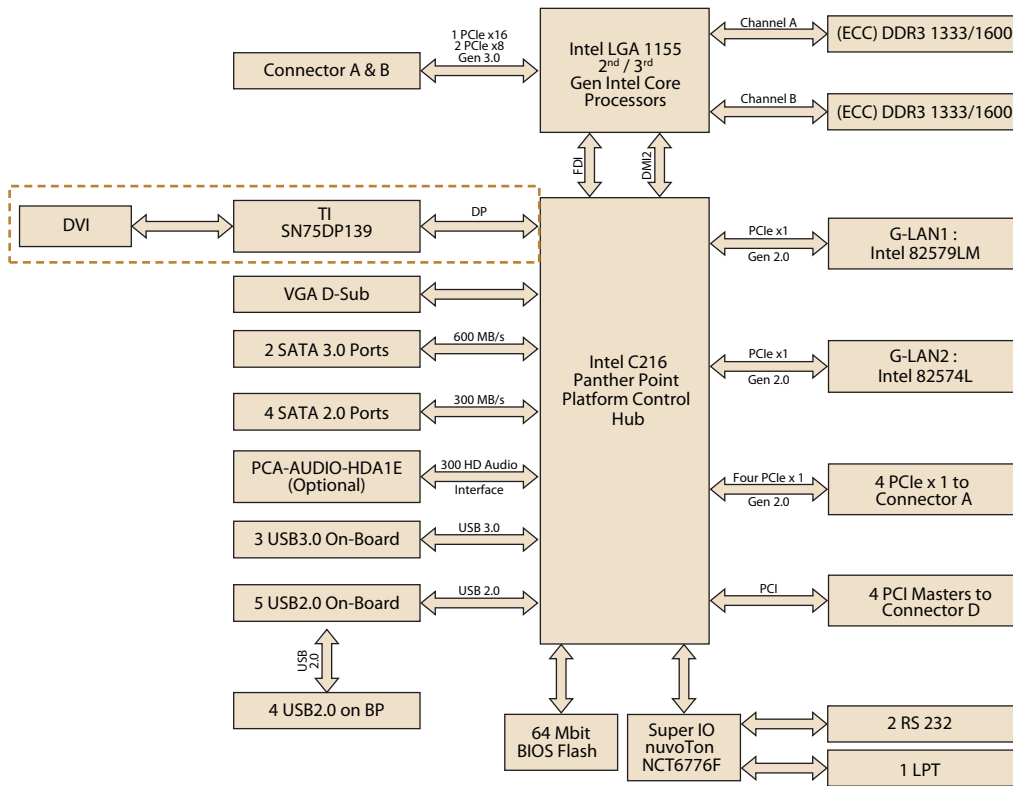 Connector A & B
1 PCIe x16
2 PCIe x8
Gen 3.0
Intel LGA 1155
2nd / 3rd
Gen Intel Core
Processors
Channel A
(ECC) DDR3 1333/1600
Channel B
(ECC) DDR3 1333/1600
FDI
DMI2
DVI
TI
SN75DP139
DP
VGA D-Sub
2 SATA 3.0 Ports
600 MB/s
4 SATA 2.0 Ports
300 MB/s
PCA-AUDIO-HDA1E
(Optional)
300 HD Audio
Interface
3 USB3.0 On-Board
USB 3.0
5 USB2.0 On-Board
USB 2.0
USB
2.0
4 USB2.0 on BP
Intel C216
Panther Point
Platform Control
Hub
PCIe x1
Gen 2.0
G-LAN1 :
Intel 82579LM
PCIe x1
Gen 2.0
G-LAN2 :
Intel 82574L
Four PCIe x 1
Gen 2.0
4 PCIe x 1 to
Connector A
PCI
4 PCI Masters to
Connector D
64 Mbit
BIOS Flash
Super IO
nuvoTon
NCT6776F
2 RS 232
1 LPT